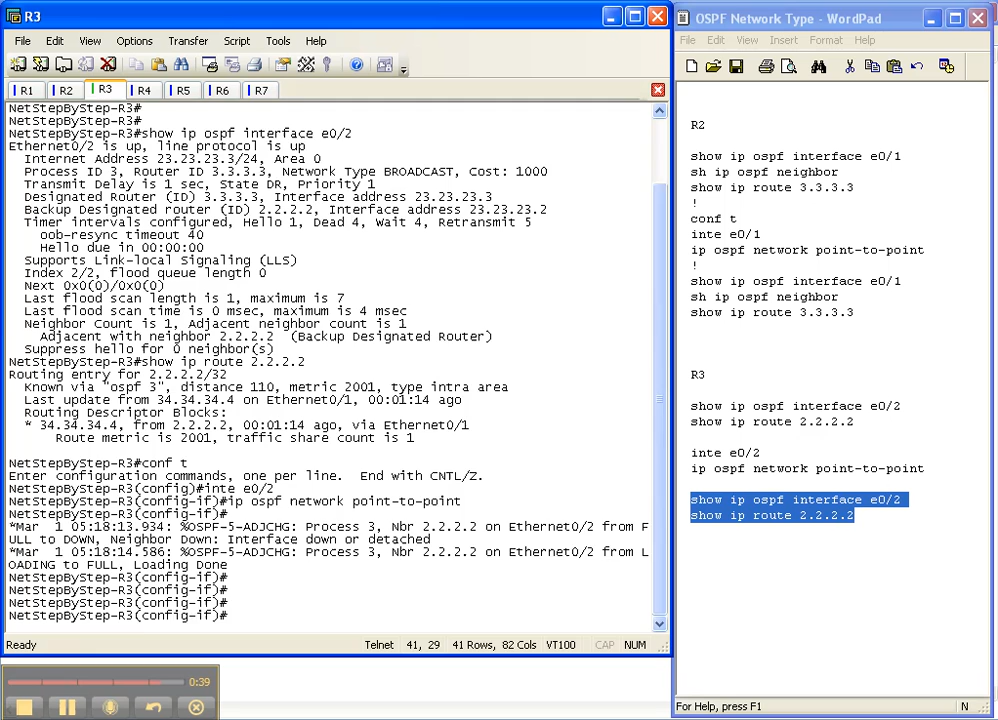 R3
File Edit View Options Transfer Script Tools Help
R1 R2 R3 R4 R5 R6 R7
NetStepByStep-R3#
NetStepByStep-R3#
NetStepByStep-R3#show ip ospf interface e0/2
Ethernet0/2 is up, line protocol is up
Internet Address 23.23.23.3/24, Area 0
Process ID 3, Router ID 3.3.3.3, Network Type BROADCAST, Cost: 1000
Transmit Delay is 1 sec, State DR, Priority 1
Designated Router (ID) 3.3.3.3, Interface address 23.23.23.3
Backup Designated router (ID) 2.2.2.2, Interface address 23.23.23.2
Timer intervals configured, Hello 1, Dead 4, Wait 4, Retransmit 5
oob-resync timeout 40
Hello due in 00:00:00
Supports Link-local Signaling (LLS)
Index 2/2, flood queue length 0
Next 0x0(0)/0x0(0)
Last flood scan length is 1, maximum is 7
Last flood scan time is 0 msec, maximum is 4 msec
Neighbor Count is 1, Adjacent neighbor count is 1
Adjacent with neighbor 2.2.2.2 (Backup Designated Router)
Suppress hello for 0 neighbor(s)
NetStepByStep-R3#show ip route 2.2.2.2
Routing entry for 2.2.2.2/32
Known via "ospf 3", distance 110, metric 2001, type intra area
Last update from 34.34.34.4 on Ethernet0/1, 00:01:14 ago
Routing Descriptor Blocks:
* 34.34.34.4, from 2.2.2.2, 00:01:14 ago, via Ethernet0/1
Route metric is 2001, traffic share count is 1
NetStepByStep-R3#conf t
Enter configuration commands, one per line. End with CNTL/Z.
NetStepByStep-R3(config)#inte e0/2
NetStepByStep-R3(config-if)#ip ospf network point-to-point
NetStepByStep-R3(config-if)#
*Mar 1 05:18:13.934: %OSPF-5-ADJCHG: Process 3, Nbr 2.2.2.2 on Ethernet0/2 from F
ULL to DOWN, Neighbor Down: Interface down or detached
*Mar 1 05:18:14.586: %OSPF-5-ADJCHG: Process 3, Nbr 2.2.2.2 on Ethernet0/2 from L
OADING to FULL, Loading Done
NetStepByStep-R3(config-if)#
NetStepByStep-R3(config-if)#
NetStepByStep-R3(config-if)#
NetStepByStep-R3(config-if)#
Ready Telnet 41, 29 41 Rows, 82 Cols VT100 CAP NUM
0:39
OSPF Network Type - WordPad
File Edit View Insert Format Help
R2
show ip ospf interface e0/1
sh ip ospf neighbor
show ip route 3.3.3.3
!
conf t
inte e0/1
ip ospf network point-to-point
!
show ip ospf interface e0/1
sh ip ospf neighbor
show ip route 3.3.3.3
R3
show ip ospf interface e0/2
show ip route 2.2.2.2
inte e0/2
ip ospf network point-to-point
show ip ospf interface e0/2
show ip route 2.2.2.2
For Help, press F1 N